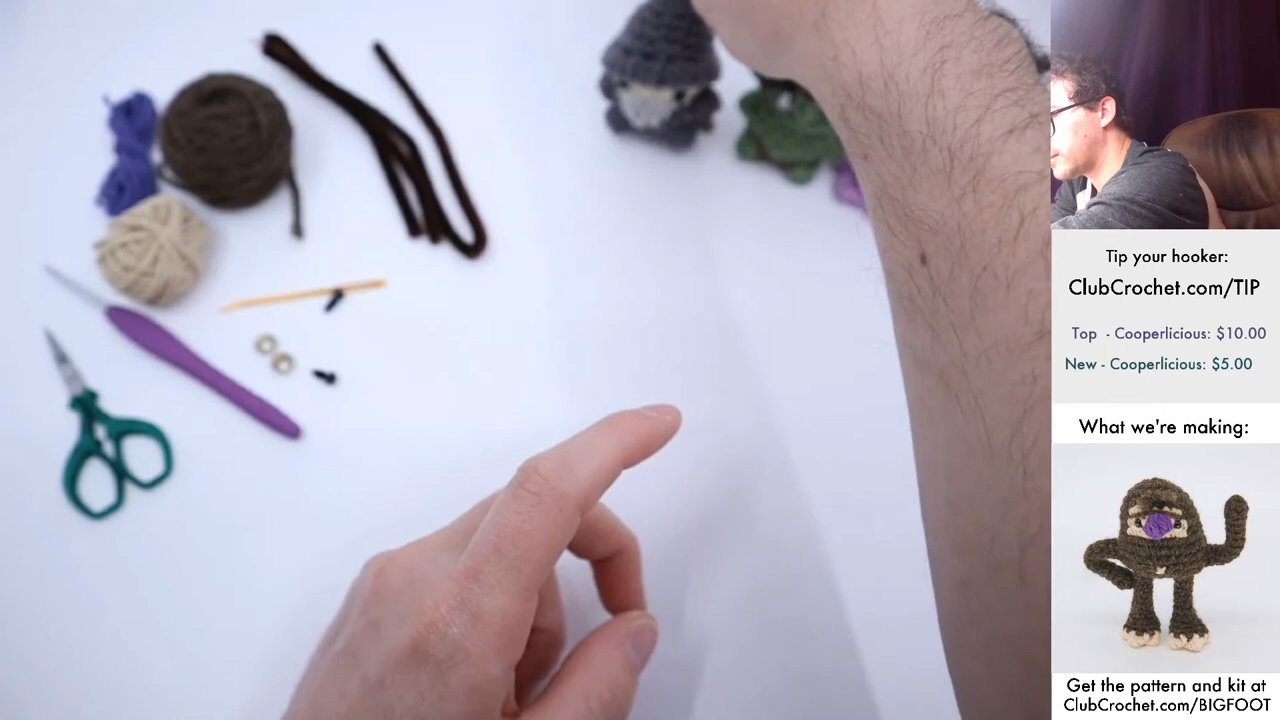 Tip your hooker:
ClubCrochet.com/TIP
Top - Cooperlicious: $10.00
New - Cooperlicious: $5.00
What we're making:
Get the pattern and kit at
ClubCrochet.com/BIGFOOT